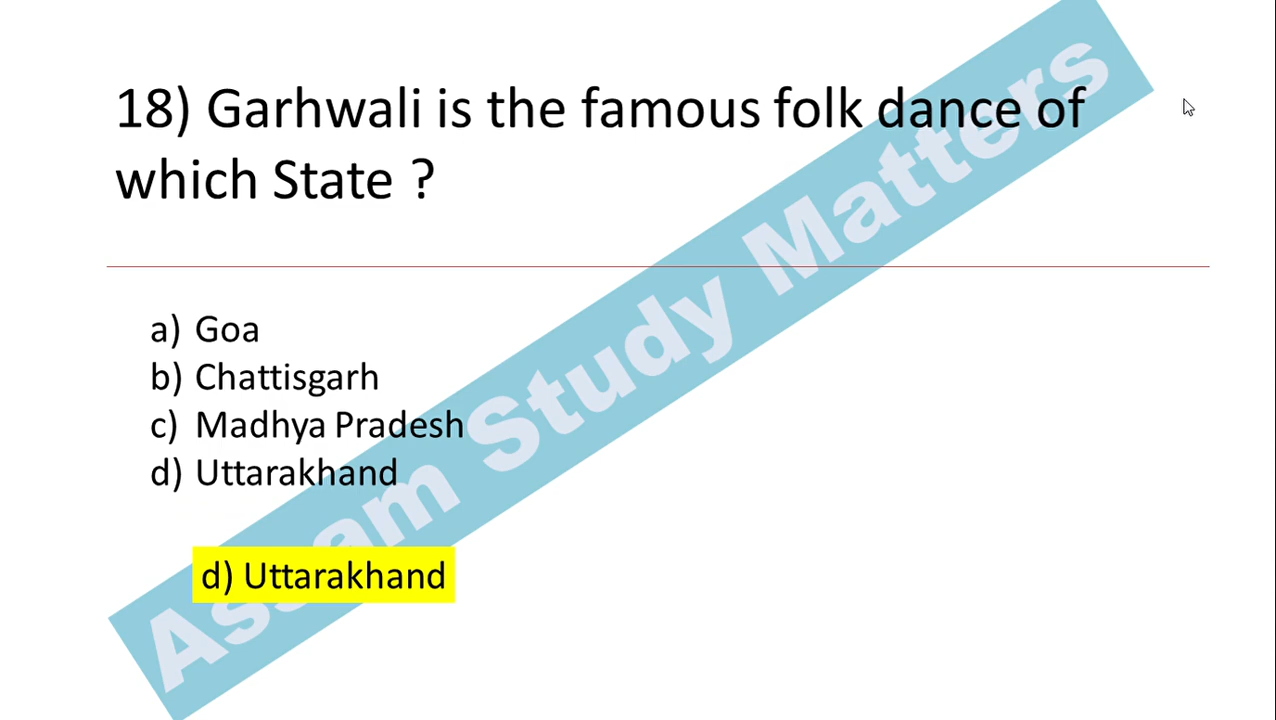 18) Garhwali is the famous folk dance of
which State ?
a) Goa
b) Chattisgarh
c) Madhya Pradesh
d) Uttarakhand
d) Uttarakhand
Assam Study Matters